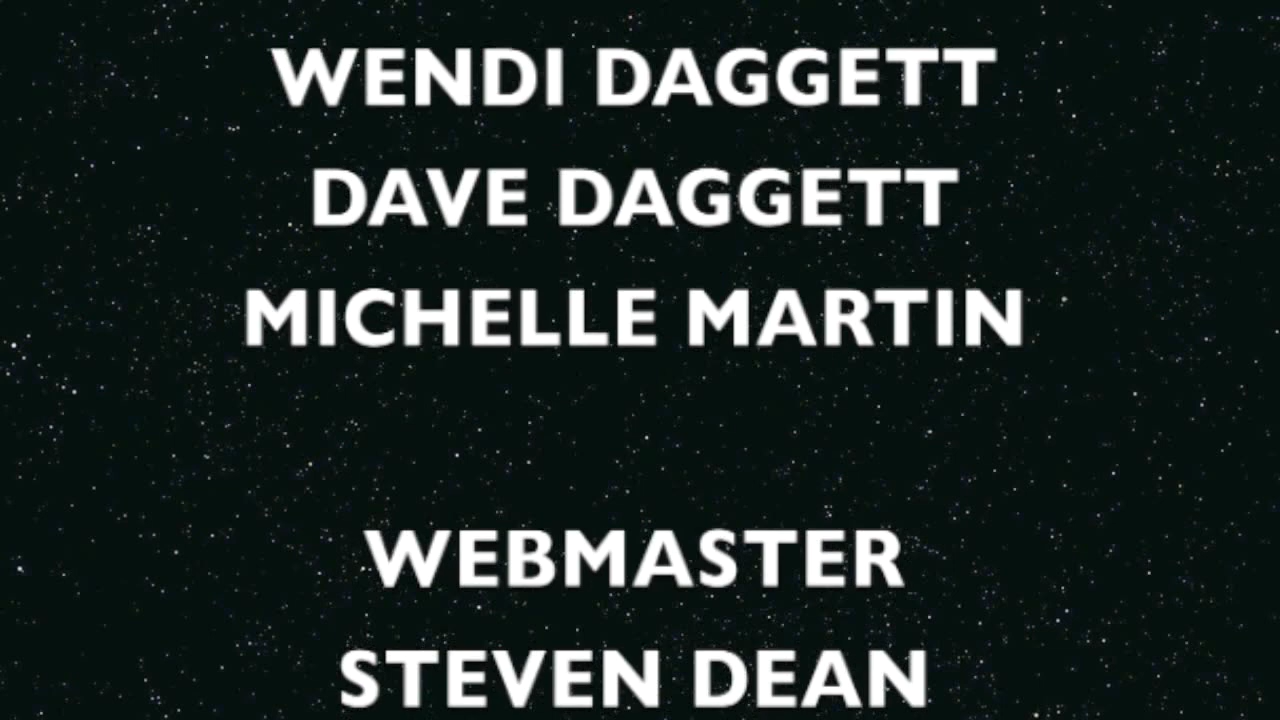 WENDI DAGGETT
DAVE DAGGETT
MICHELLE MARTIN
WEBMASTER
STEVEN DEAN